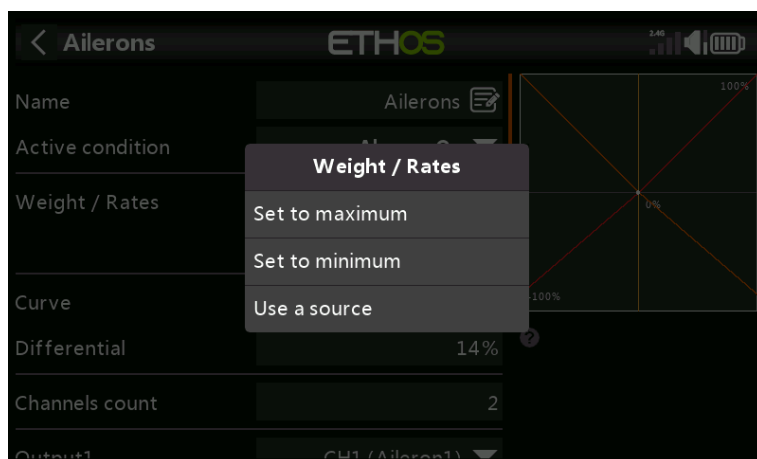 Ailerons
ETHOS
2.4G
Name
Ailerons
100%
Active condition
Weight / Rates
Weight / Rates
Set to maximum
0%
Set to minimum
Use a source
Curve
-100%
Differential
14%
?
Channels count
2
Output1
CH1 (Aileron1)